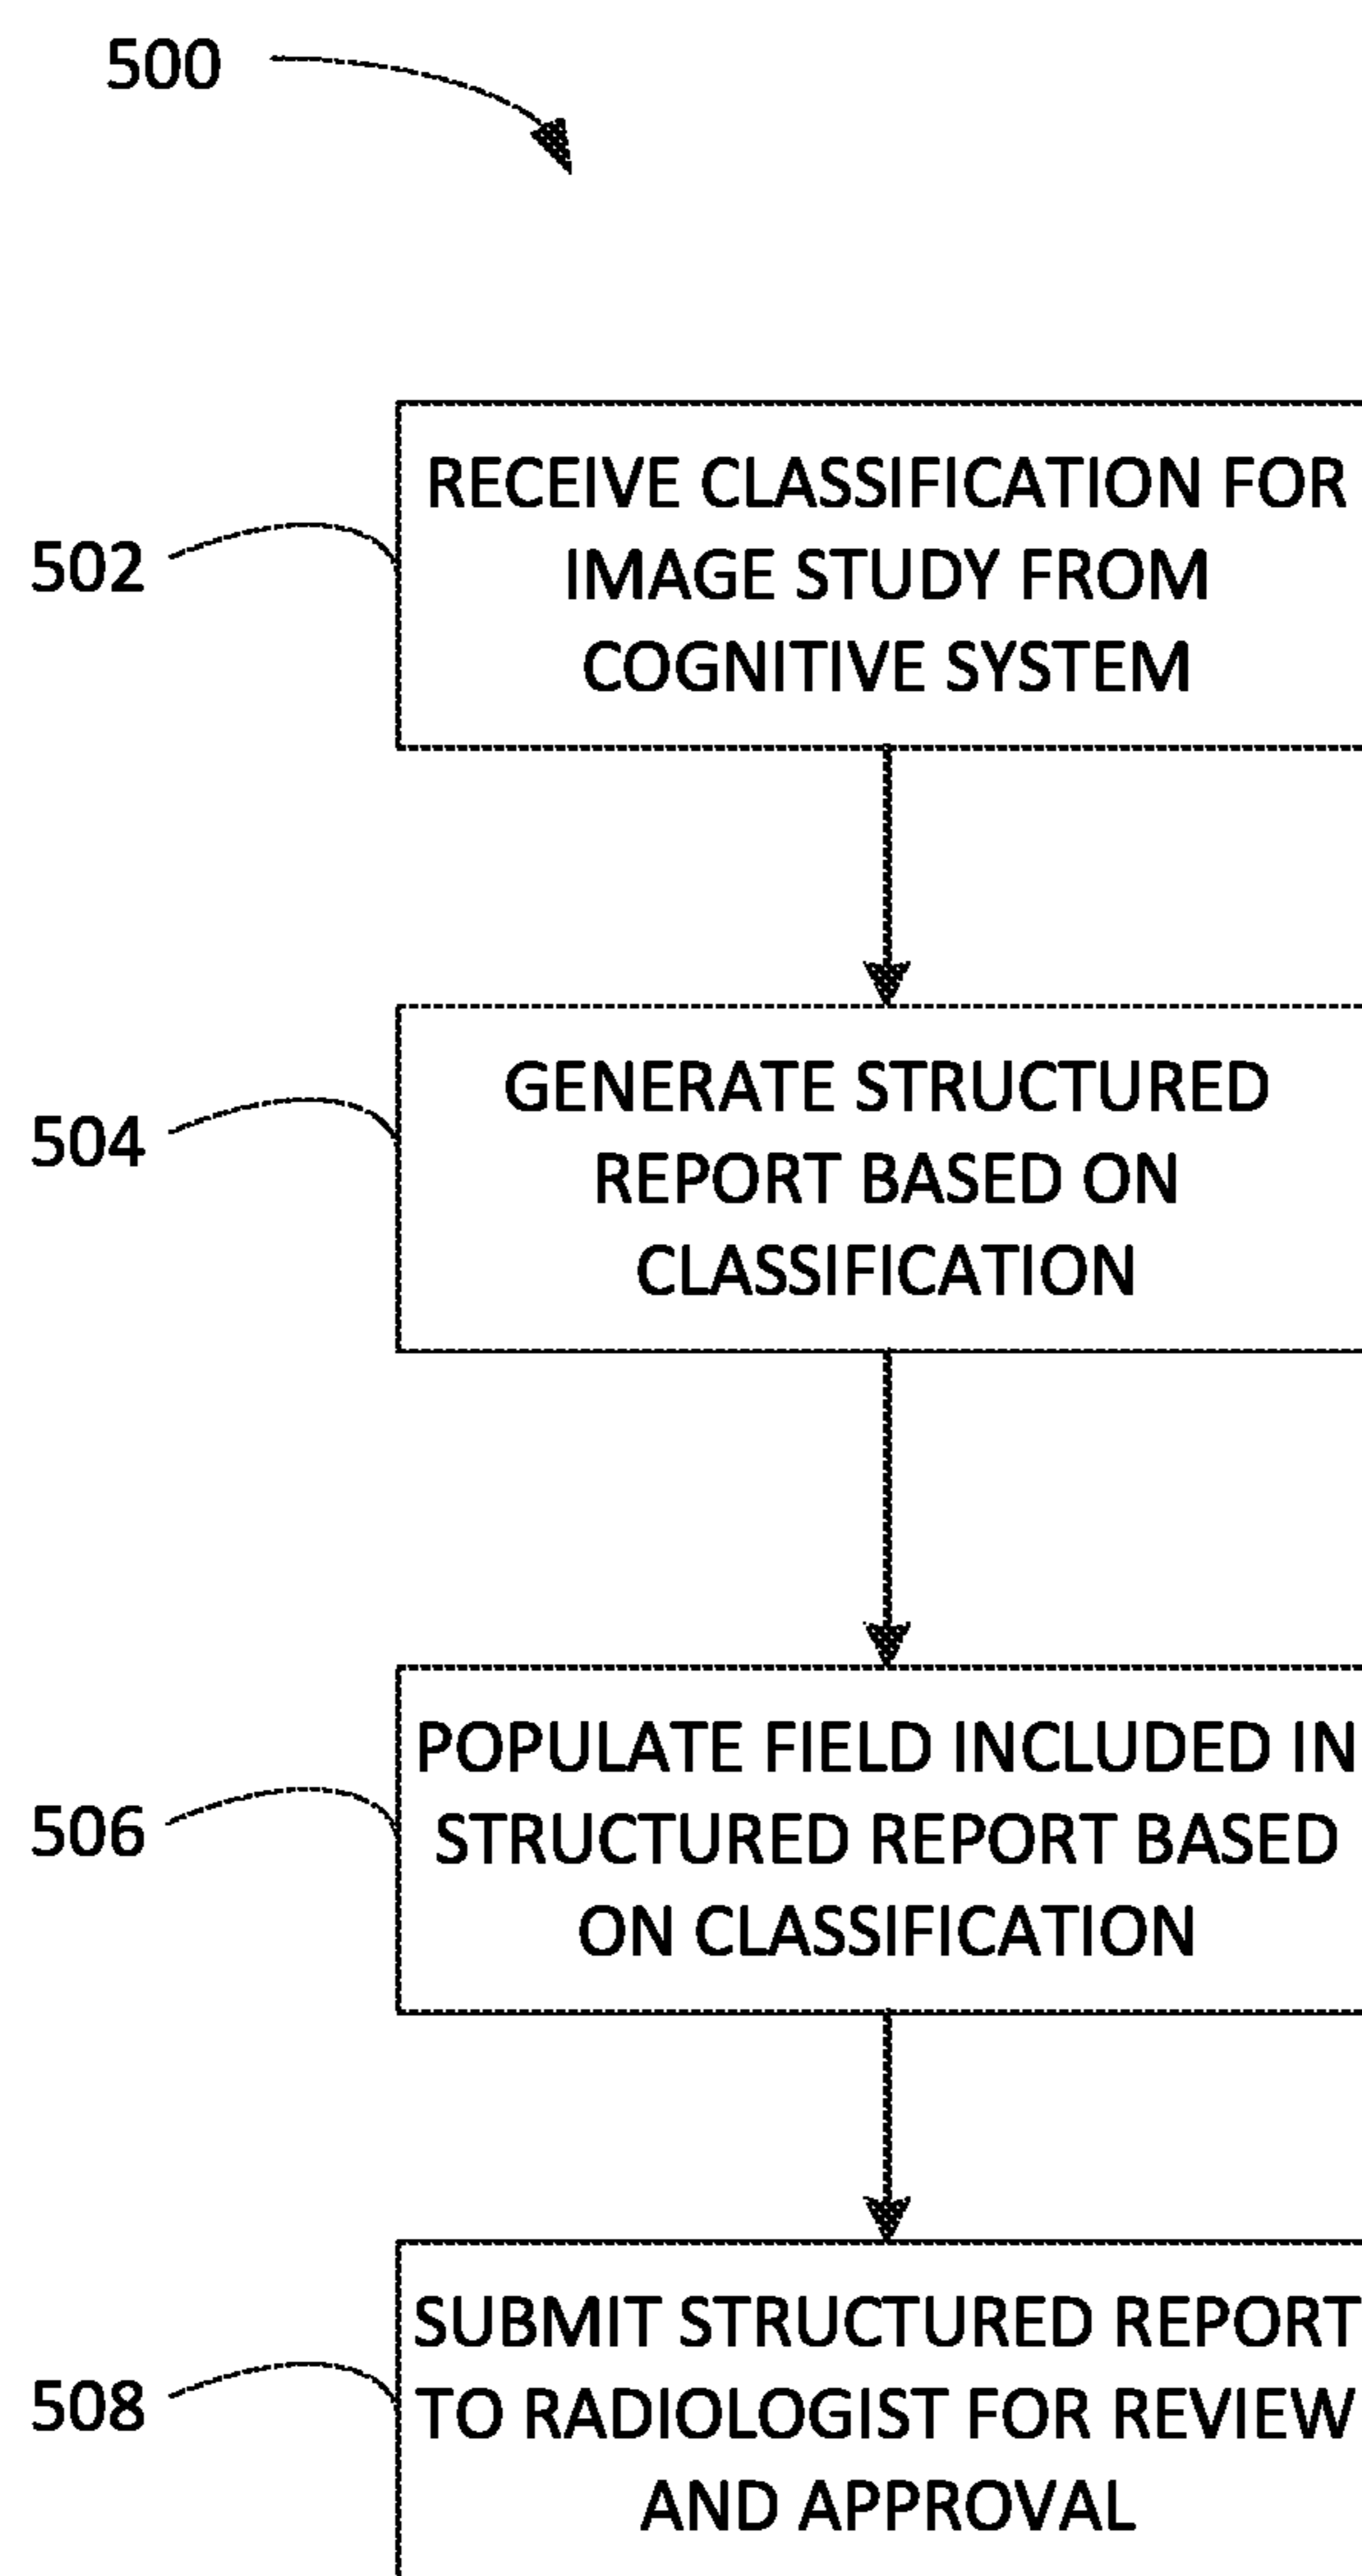 500
502
RECEIVE CLASSIFICATION FOR
IMAGE STUDY FROM
COGNITIVE SYSTEM
504
GENERATE STRUCTURED
REPORT BASED ON
CLASSIFICATION
506
POPULATE FIELD INCLUDED IN
STRUCTURED REPORT BASED
ON CLASSIFICATION
508
SUBMIT STRUCTURED REPORT
TO RADIOLOGIST FOR REVIEW
AND APPROVAL